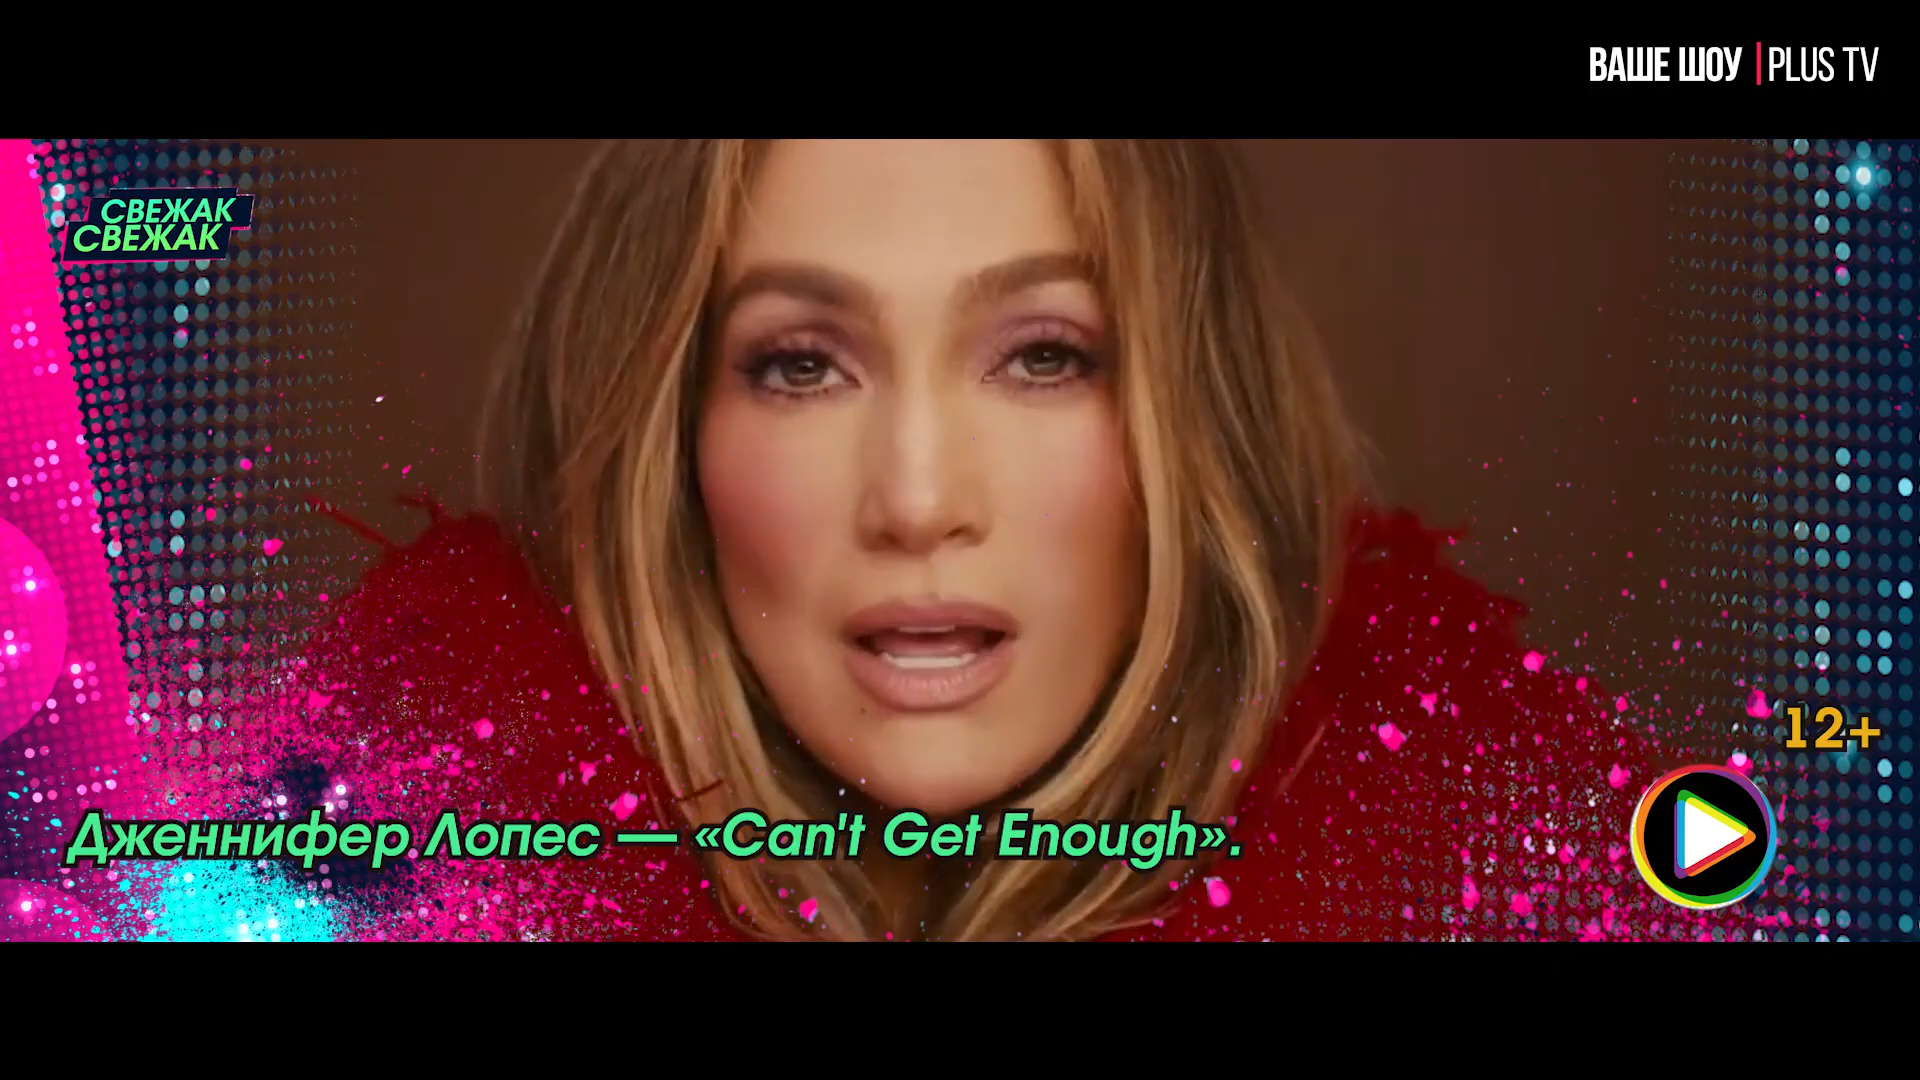 ВАШЕ ШОУ | PLUS TV
СВЕЖАК
СВЕЖАК
12+
Дженнифер Лопес — «Can't Get Enough».